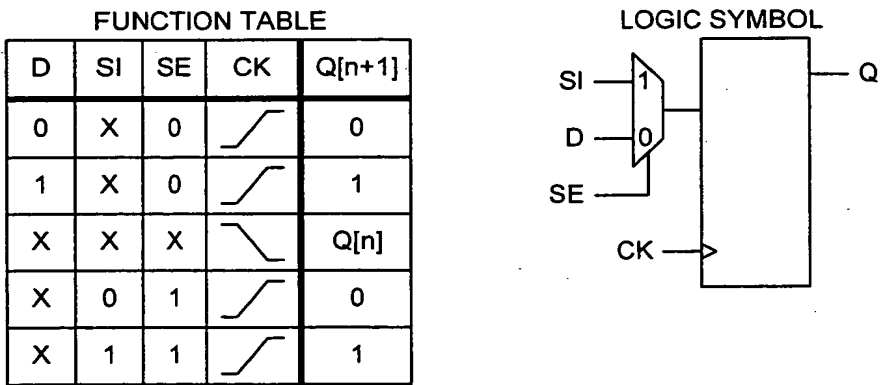 FUNCTION TABLE
D SI SE CK Q[n+1]
0 X 0 0
1 X 0 1
X X X Q[n]
X 0 1 0
X 1 1 1
LOGIC SYMBOL
SI 1 Q
D 0
SE
CK